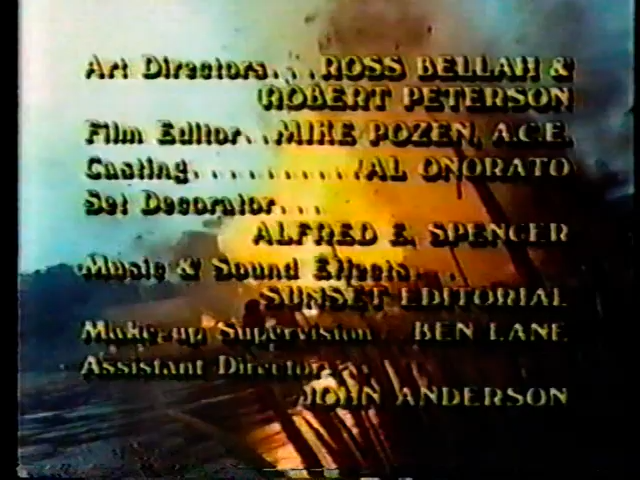 Art Directors...ROSS BELLAH &
ROBERT PETERSON
Film Editor..MIKE POZEN, A.C.E.
Casting..........AL ONORATO
Set Decorator...
ALFRED E. SPENCER
Music & Sound Effects...
SUNSET EDITORIAL
Make-up Supervision...BEN LANE
Assistant Director...
JOHN ANDERSON